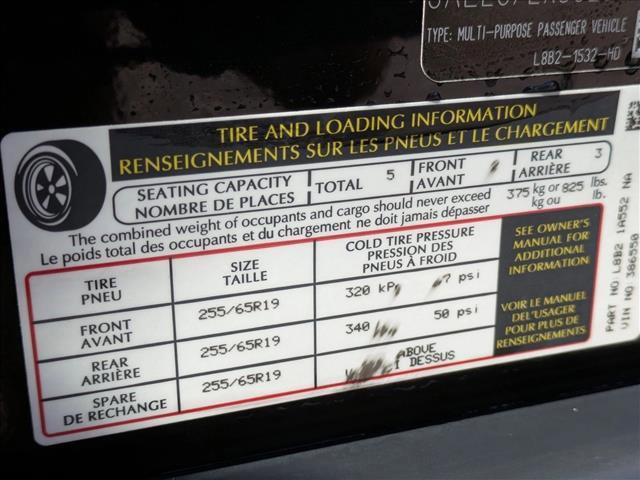 TYPE: MULTI-PURPOSE PASSENGER VEHICLE
L8B2-1532-HD
TIRE AND LOADING INFORMATION
RENSEIGNEMENTS SUR LES PNEUS ET LE CHARGEMENT
SEATING CAPACITY
NOMBRE DE PLACES
TOTAL 5
FRONT
AVANT
REAR
ARRIÈRE 3
The combined weight of occupants and cargo should never exceed
Le poids total des occupants et du chargement ne doit jamais dépasser
375 kg or 825 lbs.
kg ou lb.
TIRE
PNEU
SIZE
TAILLE
COLD TIRE PRESSURE
PRESSION DES
PNEUS À FROID
SEE OWNER'S
MANUAL FOR
ADDITIONAL
INFORMATION
FRONT
AVANT
255/65R19
320 psi
REAR
ARRIÈRE
255/65R19
340 50 psi
VOIR LE MANUEL
DE L'USAGER
POUR PLUS DE
RENSEIGNEMENTS
SPARE
DE RECHANGE
255/65R19
ABOVE
DESSUS
PART NO L8B2 1A552 NA
VIN NO: 386550